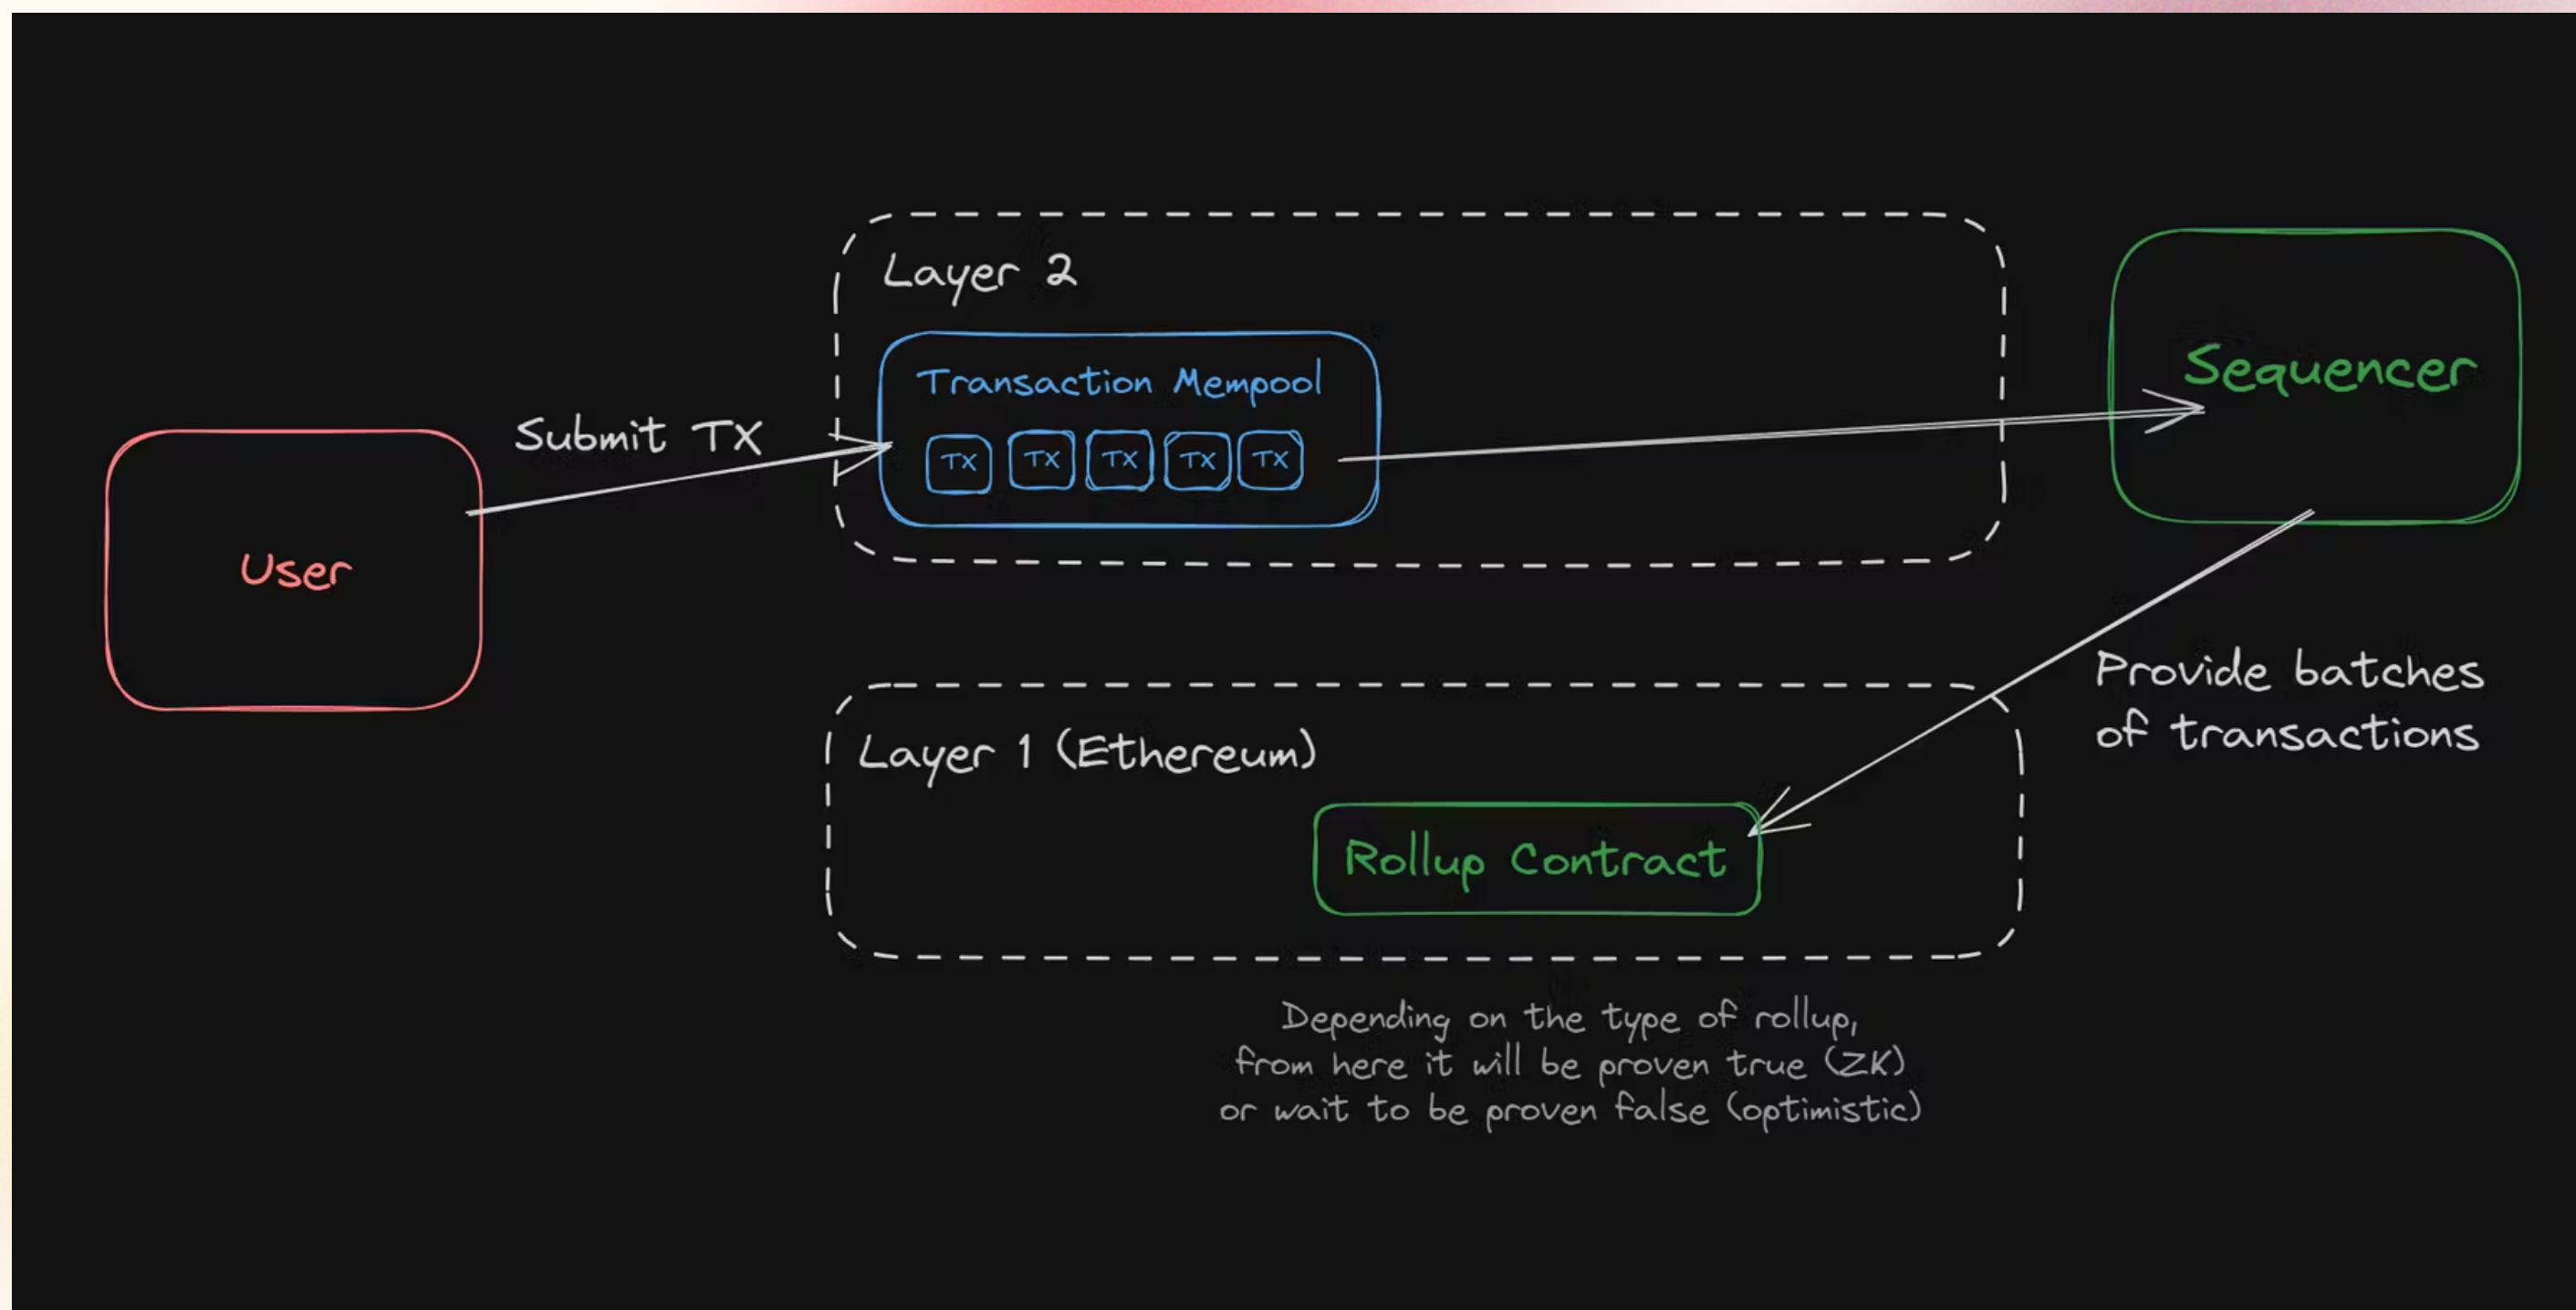 Layer 2
Transaction Mempool
TX TX TX TX TX
Sequencer
Submit TX
User
Provide batches
of transactions
Layer 1 (Ethereum)
Rollup Contract
Depending on the type of rollup,
from here it will be proven true (ZK)
or wait to be proven false (optimistic)